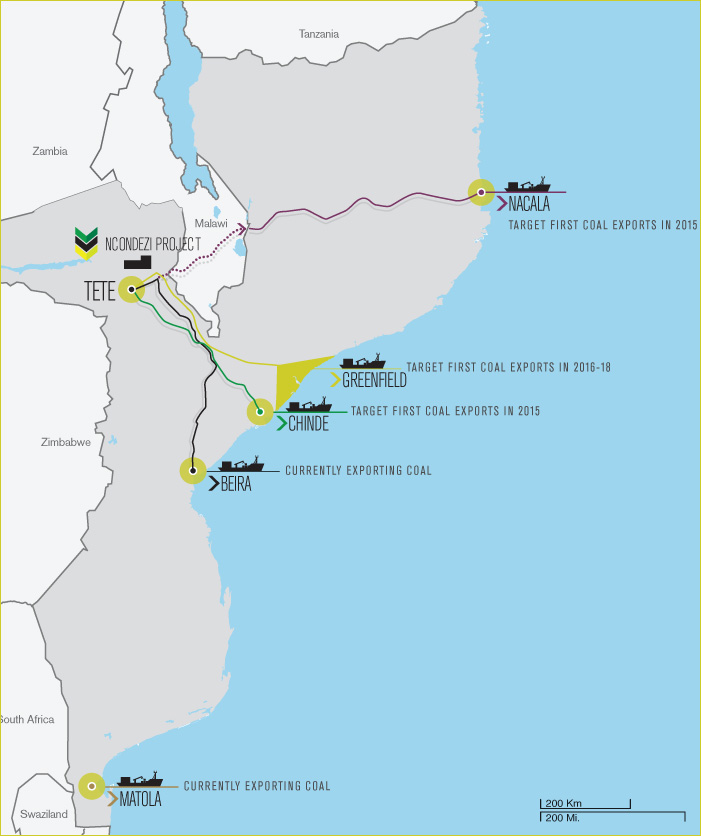 Tanzania
Zambia
NACALA
TARGET FIRST COAL EXPORTS IN 2015
Malawi
NCONDEZI PROJECT
TETE
TARGET FIRST COAL EXPORTS IN 2016-18
GREENFIELD
TARGET FIRST COAL EXPORTS IN 2015
CHINDE
Zimbabwe
CURRENTLY EXPORTING COAL
BEIRA
South Africa
CURRENTLY EXPORTING COAL
MATOLA
Swaziland
200 Km
200 Mi.